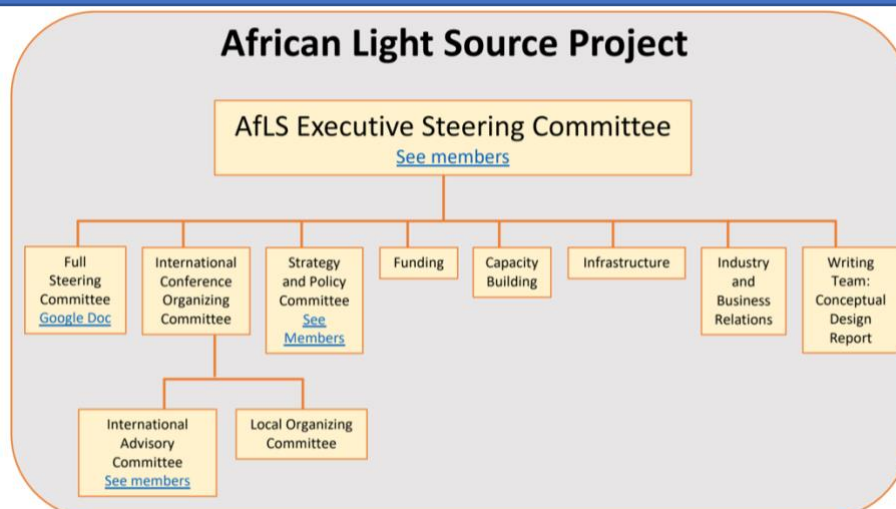 African Light Source Project
AfLS Executive Steering Committee
See members
Full
Steering
Committee
Google Doc
International
Conference
Organizing
Committee
Strategy
and Policy
Committee
See
Members
Funding
Capacity
Building
Infrastructure
Industry
and
Business
Relations
Writing
Team:
Conceptual
Design
Report
International
Advisory
Committee
See members
Local Organizing
Committee